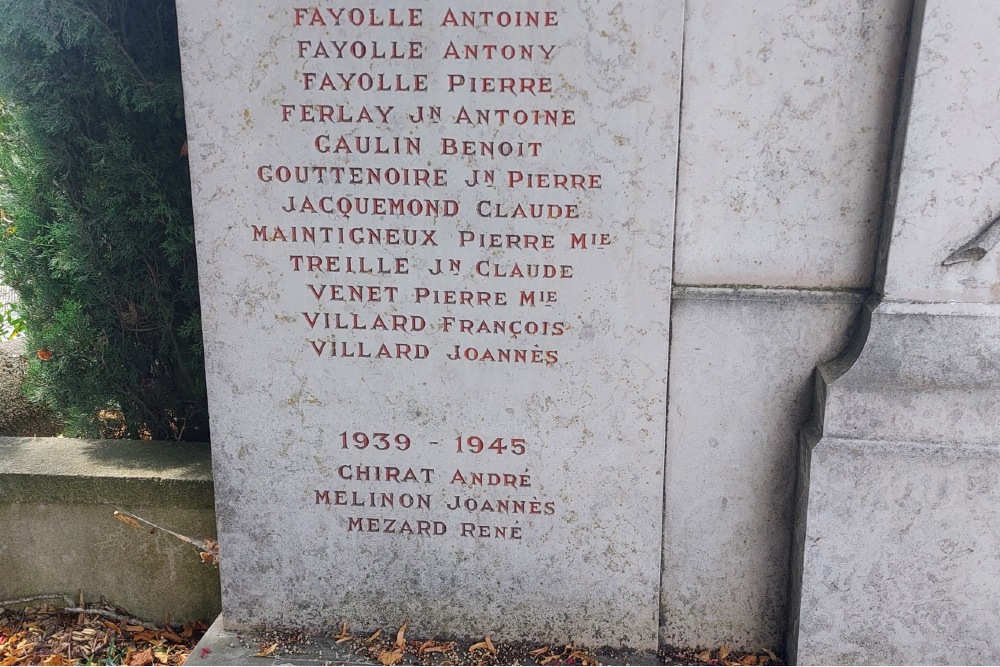 FAYOLLE ANTOINE
FAYOLLE ANTONY
FAYOLLE PIERRE
FERLAY JN ANTOINE
GAULIN BENOIT
GOUTTENOIRE JN PIERRE
JACQUEMOND CLAUDE
MAINTIGNEUX PIERRE MIE
TREILLE JN CLAUDE
VENET PIERRE MIE
VILLARD FRANÇOIS
VILLARD JOANNÈS
1939 - 1945
CHIRAT ANDRÉ
MELINON JOANNÈS
MEZARD RENÉ